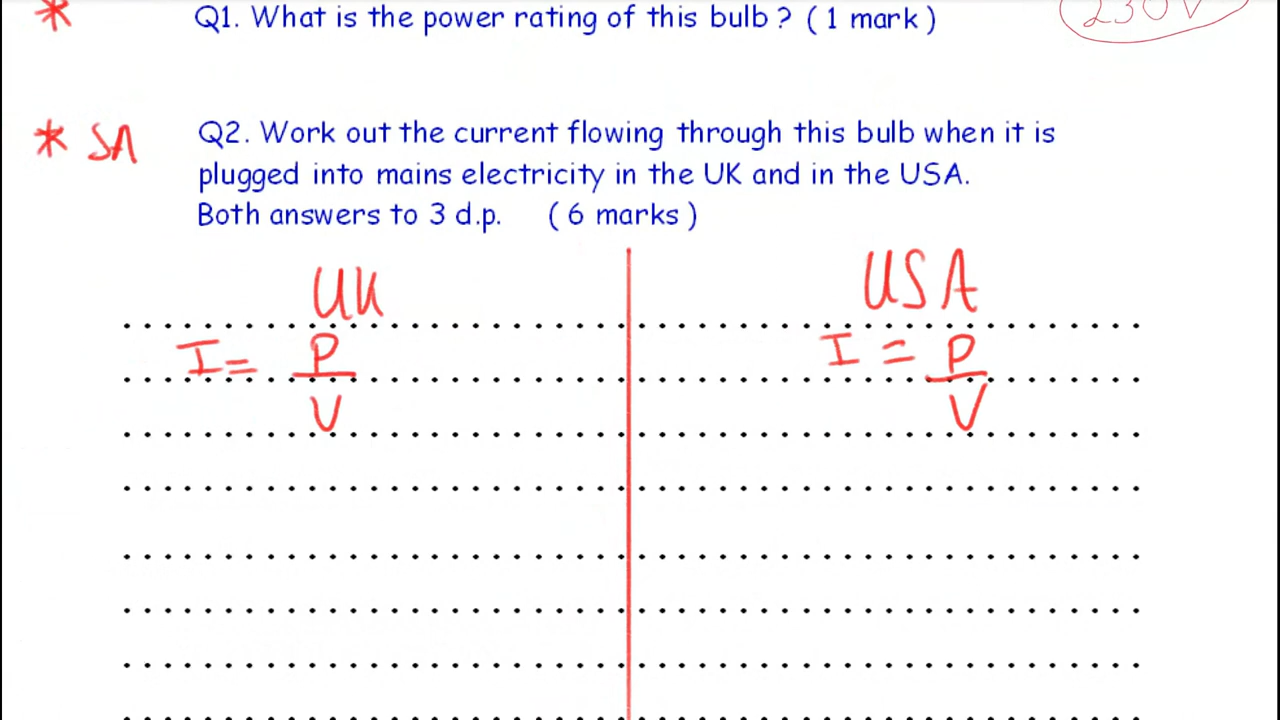 Q1. What is the power rating of this bulb ? ( 1 mark )
230V
* SA
Q2. Work out the current flowing through this bulb when it is
plugged into mains electricity in the UK and in the USA.
Both answers to 3 d.p. ( 6 marks )
UK
USA
I = P
V
I = P
V